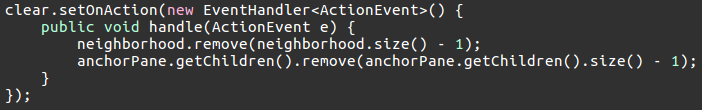 clear.setOnAction(new EventHandler<ActionEvent>() {
    public void handle(ActionEvent e) {
        neighborhood.remove(neighborhood.size() - 1);
        anchorPane.getChildren().remove(anchorPane.getChildren().size() - 1);
    }
});